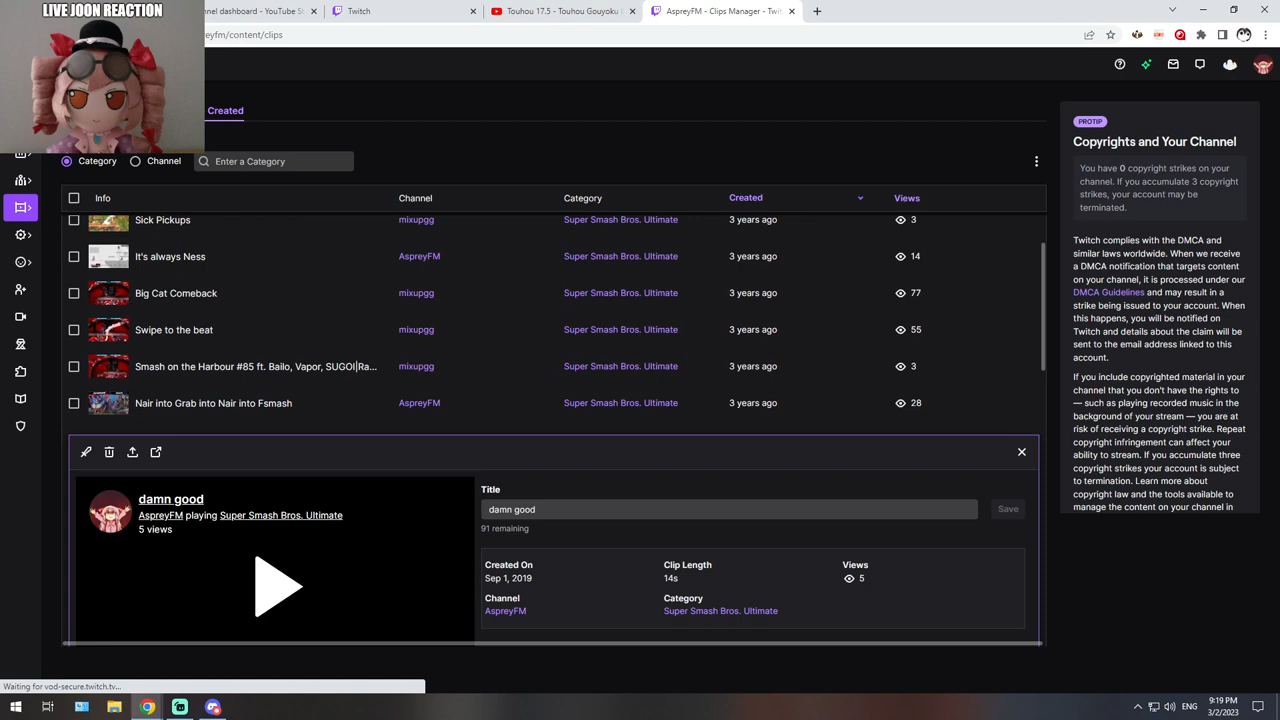 LIVE JOON REACTION
nnel dashboard - YouTube St
Twitch
Touhou 17.5 - Touhou Gouyoku
AspreyFM - Clips Manager - Twit
reyfm/content/clips
Created
Category
Channel
Enter a Category
Info
Channel
Category
Created
Views
Sick Pickups
mixupgg
Super Smash Bros. Ultimate
3 years ago
3
It's always Ness
AspreyFM
Super Smash Bros. Ultimate
3 years ago
14
Big Cat Comeback
mixupgg
Super Smash Bros. Ultimate
3 years ago
77
Swipe to the beat
mixupgg
Super Smash Bros. Ultimate
3 years ago
55
Smash on the Harbour #85 ft. Bailo, Vapor, SUGOI|Ra...
mixupgg
Super Smash Bros. Ultimate
3 years ago
3
Nair into Grab into Nair into Fsmash
AspreyFM
Super Smash Bros. Ultimate
3 years ago
28
damn good
AspreyFM playing Super Smash Bros. Ultimate
5 views
Title
damn good
Save
91 remaining
Created On
Sep 1, 2019
Clip Length
14s
Views
5
Channel
AspreyFM
Category
Super Smash Bros. Ultimate
PROTIP
Copyrights and Your Channel
You have 0 copyright strikes on
your channel. If you accumulate 3 copyright
strikes, your account may be
terminated.
Twitch complies with the DMCA and
similar laws worldwide. When we receive
a DMCA notification that targets content
on your channel, it is processed under our
DMCA Guidelines and may result in a
strike being issued to your account. When
this happens, you will be notified on
Twitch and details about the claim will be
sent to the email address linked to this
account.
If you include copyrighted material in your
channel that you don't have the rights to
— such as playing recorded music in the
background of your stream — you are at
risk of receiving a copyright strike. Repeat
copyright infringement can affect your
ability to stream. If you accumulate three
copyright strikes your account is subject
to termination. Learn more about
copyright law and the tools available to
manage the content on your channel in
Waiting for vod-secure.twitch.tv...
ENG
9:19 PM
3/2/2023